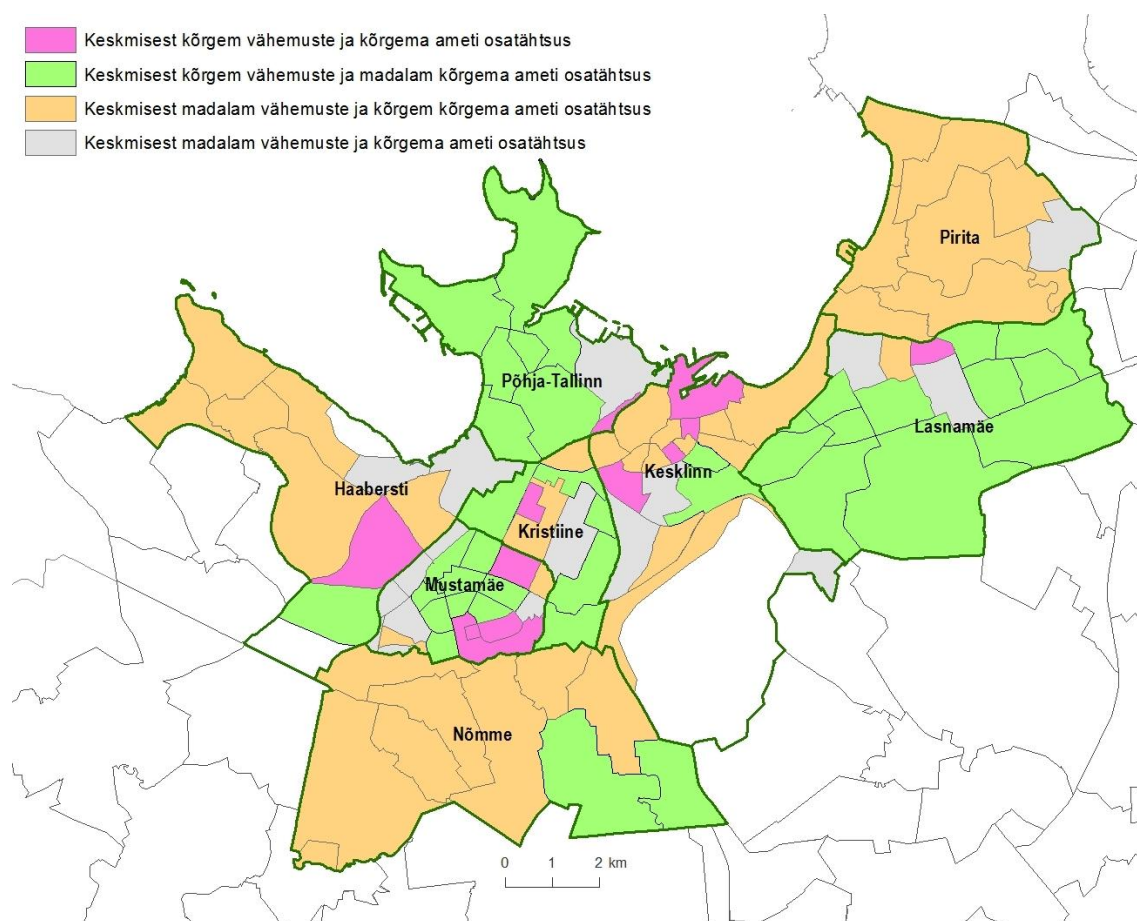 Keskmisest kõrgem vähemuste ja kõrgema ameti osatähtsus
Keskmisest kõrgem vähemuste ja madalam kõrgema ameti osatähtsus
Keskmisest madalam vähemuste ja kõrgem kõrgema ameti osatähtsus
Keskmisest madalam vähemuste ja kõrgema ameti osatähtsus
Pirita
Põhja-Tallinn
Lasnamäe
Kesklinn
Haabersti
Kristiine
Mustamäe
Nõmme
0 1 2 km